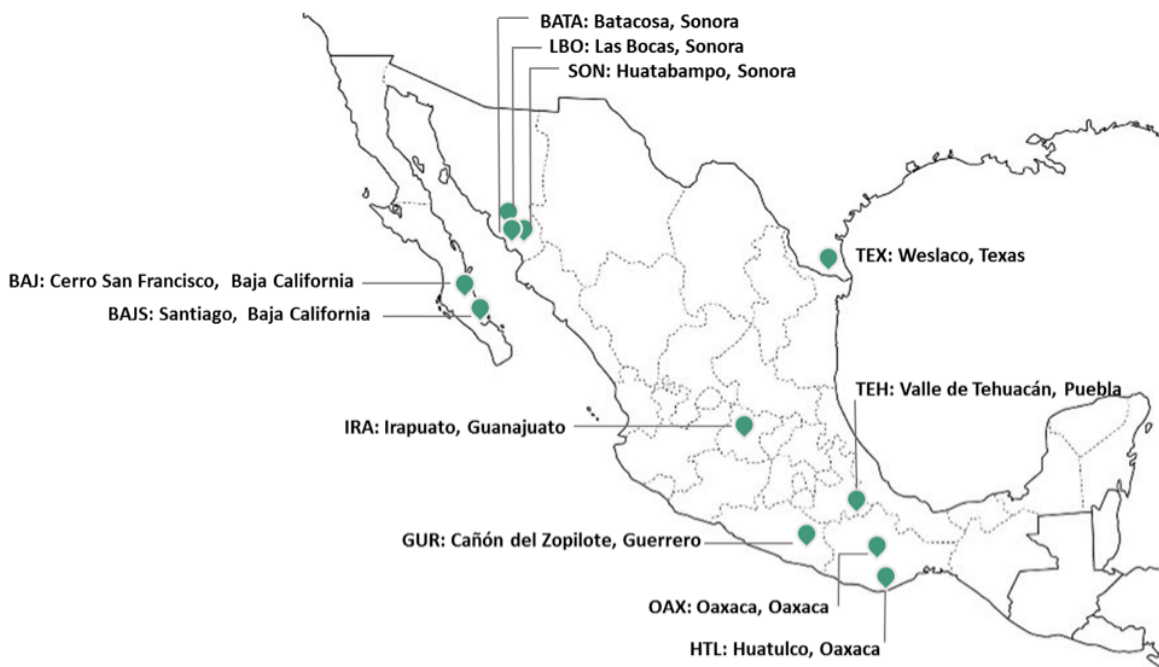 BATA: Batacosa, Sonora
LBO: Las Bocas, Sonora
SON: Huatabampo, Sonora
TEX: Weslaco, Texas
BAJ: Cerro San Francisco, Baja California
BAJS: Santiago, Baja California
TEH: Valle de Tehuacán, Puebla
IRA: Irapuato, Guanajuato
GUR: Cañón del Zopilote, Guerrero
OAX: Oaxaca, Oaxaca
HTL: Huatulco, Oaxaca